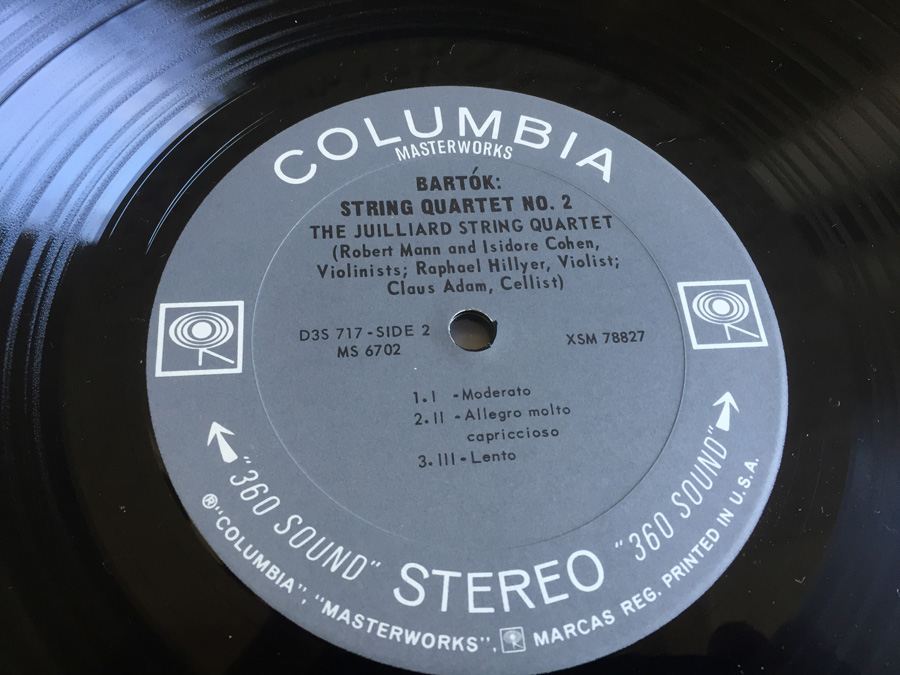 COLUMBIA
MASTERWORKS
BARTÓK:
STRING QUARTET NO. 2
THE JUILLIARD STRING QUARTET
(Robert Mann and Isidore Cohen,
Violinists; Raphael Hillyer, Violist;
Claus Adam, Cellist)
D3S 717 - SIDE 2
MS 6702
XSM 78827
1. I - Moderato
2. II - Allegro molto
capriccioso
3. III - Lento
"360 SOUND" STEREO "360 SOUND"
®"COLUMBIA", "MASTERWORKS", MARCAS REG. PRINTED IN U.S.A.